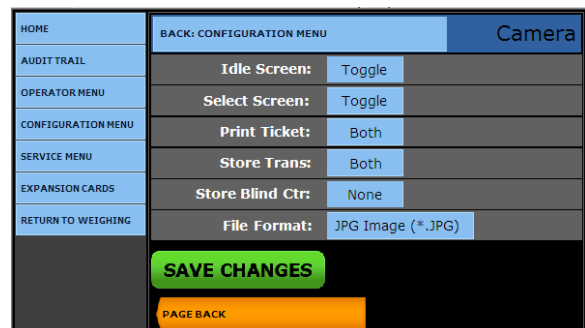 HOME
AUDIT TRAIL
OPERATOR MENU
CONFIGURATION MENU
SERVICE MENU
EXPANSION CARDS
RETURN TO WEIGHING
BACK: CONFIGURATION MENU
Camera
Idle Screen: Toggle
Select Screen: Toggle
Print Ticket: Both
Store Trans: Both
Store Blind Ctr: None
File Format: JPG Image (*.JPG)
SAVE CHANGES
PAGE BACK